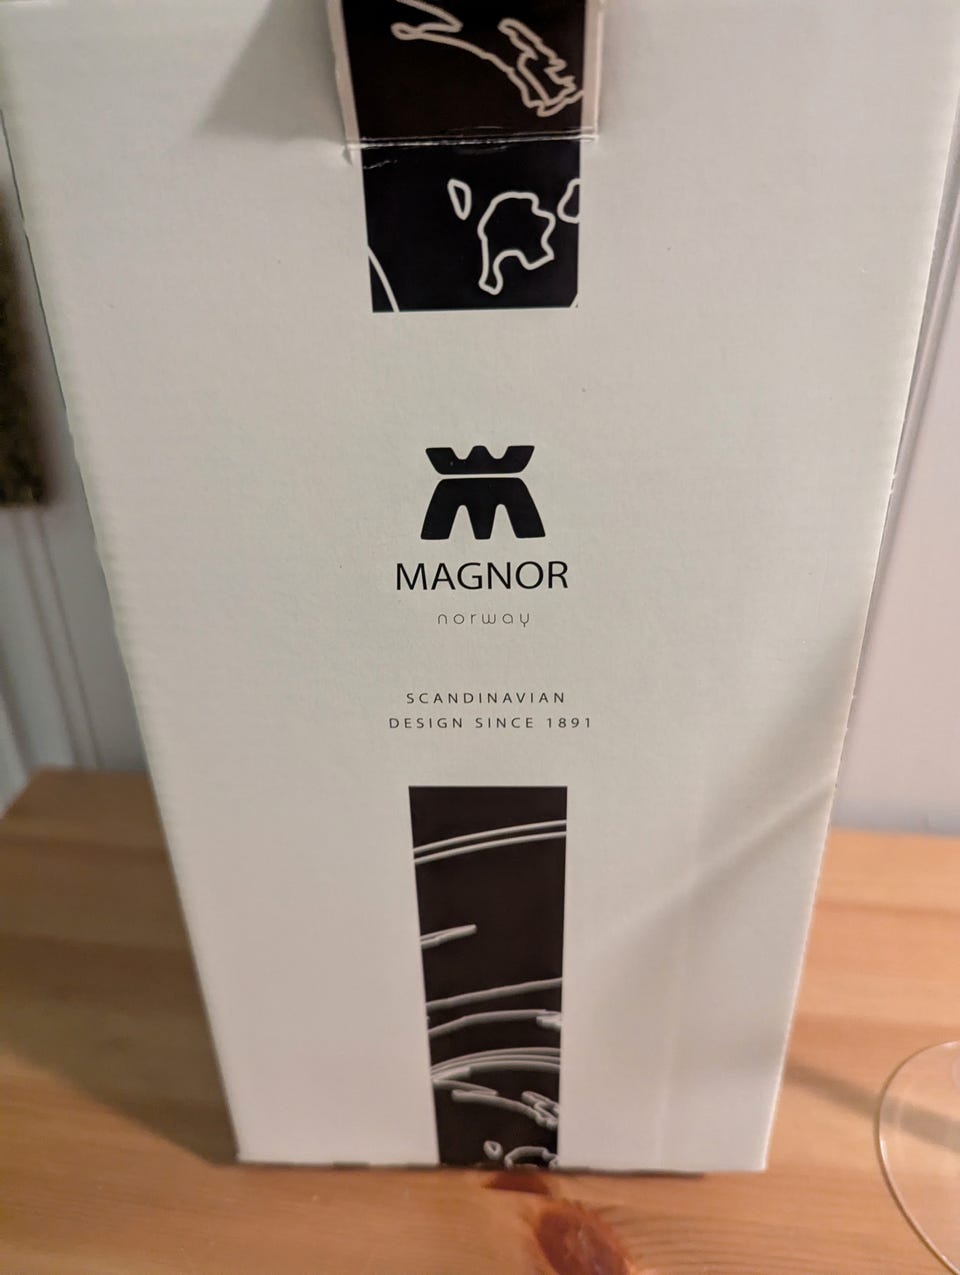 MAGNOR
norway
SCANDINAVIAN
DESIGN SINCE 1891